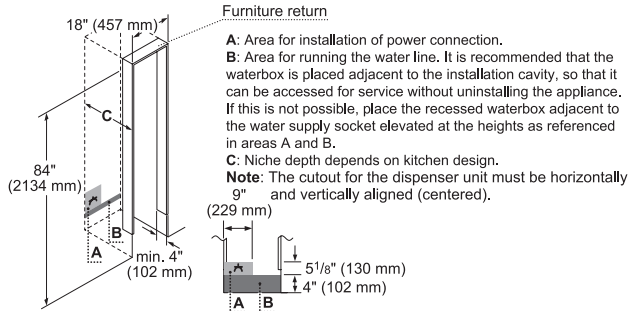 Furniture return
18" (457 mm)
A: Area for installation of power connection.
B: Area for running the water line. It is recommended that the
waterbox is placed adjacent to the installation cavity, so that it
can be accessed for service without uninstalling the appliance.
If this is not possible, place the recessed waterbox adjacent to
the water supply socket elevated at the heights as referenced
in areas A and B.
C: Niche depth depends on kitchen design.
Note: The cutout for the dispenser unit must be horizontally
and vertically aligned (centered).
C
84"
(2134 mm)
A
B
min. 4"
(102 mm)
9"
(229 mm)
5 1/8" (130 mm)
4" (102 mm)
A
B